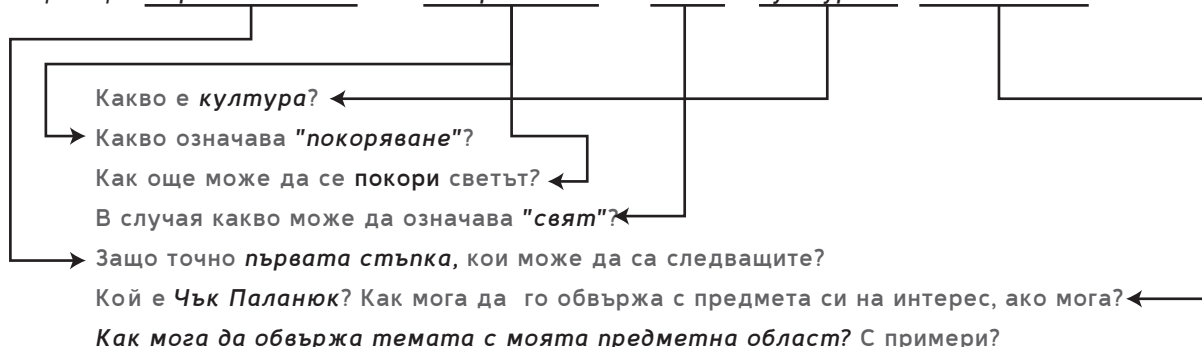 Какво е култура?
Какво означава "покоряване"?
Как още може да се покори светът?
В случая какво може да означава "свят"?
Защо точно първата стъпка, кои може да са следващите?
Кой е Чък Паланюк? Как мога да го обвържа с предмета си на интерес, ако мога?
Как мога да обвържа темата с моята предметна област? С примери?